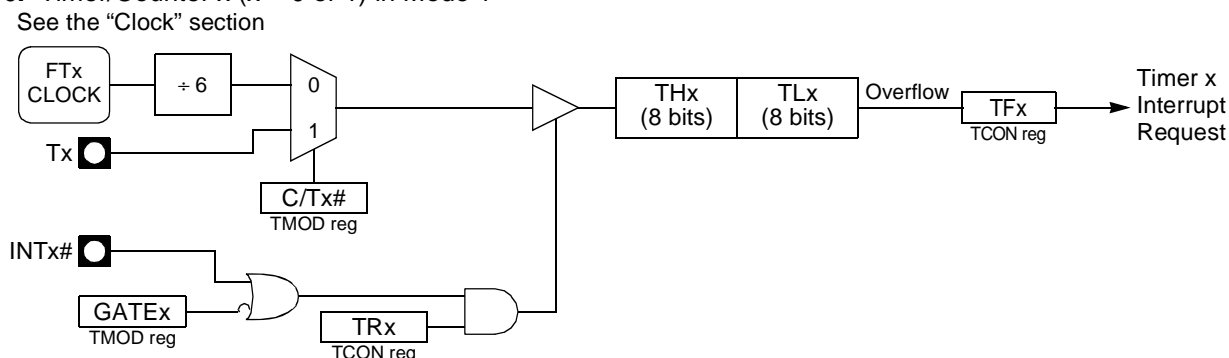 See the “Clock” section
FTx
CLOCK
÷ 6
0
1
Tx
C/Tx#
TMOD reg
THx
(8 bits)
TLx
(8 bits)
Overflow
TFx
TCON reg
Timer x
Interrupt
Request
INTx#
GATEx
TMOD reg
TRx
TCON reg